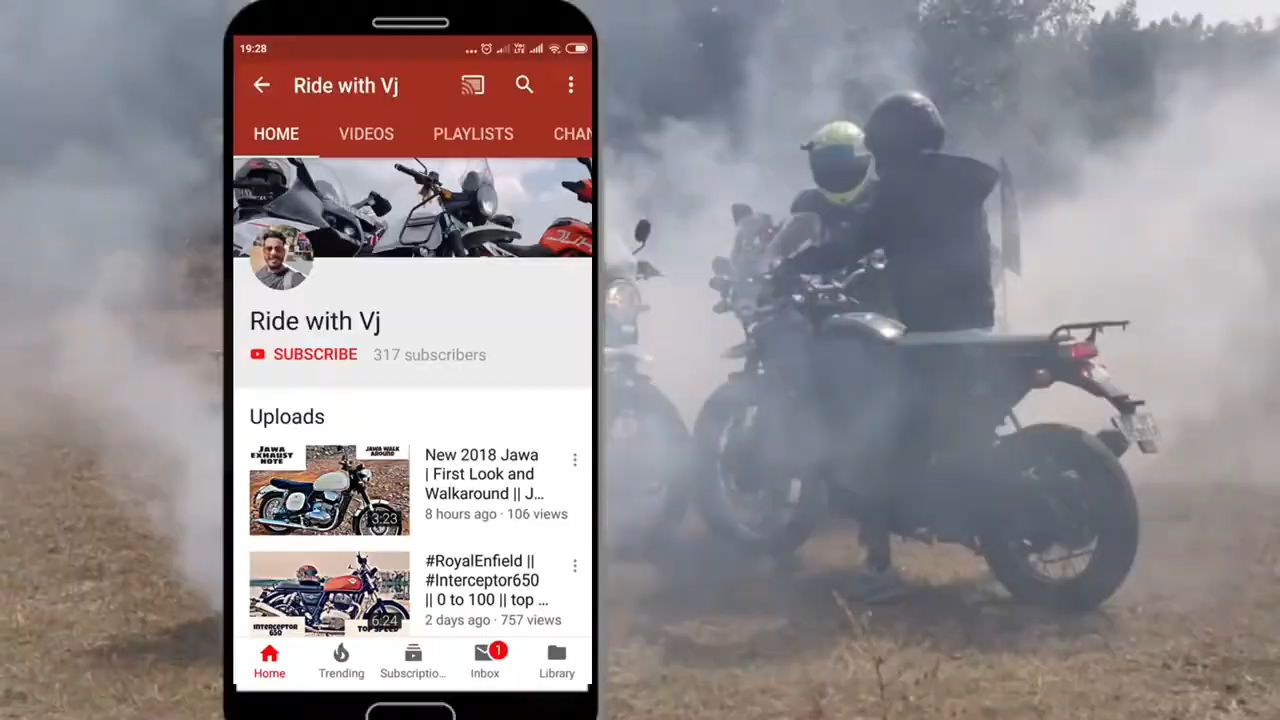 19:28
Ride with Vj
HOME VIDEOS PLAYLISTS CHAN
Ride with Vj
SUBSCRIBE 317 subscribers
Uploads
JAWA
EXHAUST
NOTE
JAWA WALK
AROUND
3:23
New 2018 Jawa
| First Look and
Walkaround || J...
8 hours ago · 106 views
INTERCEPTOR
650
TOP SPEED
6:24
#RoyalEnfield ||
#Interceptor650
|| 0 to 100 || top ...
2 days ago · 757 views
Home Trending Subscriptio... Inbox 1 Library